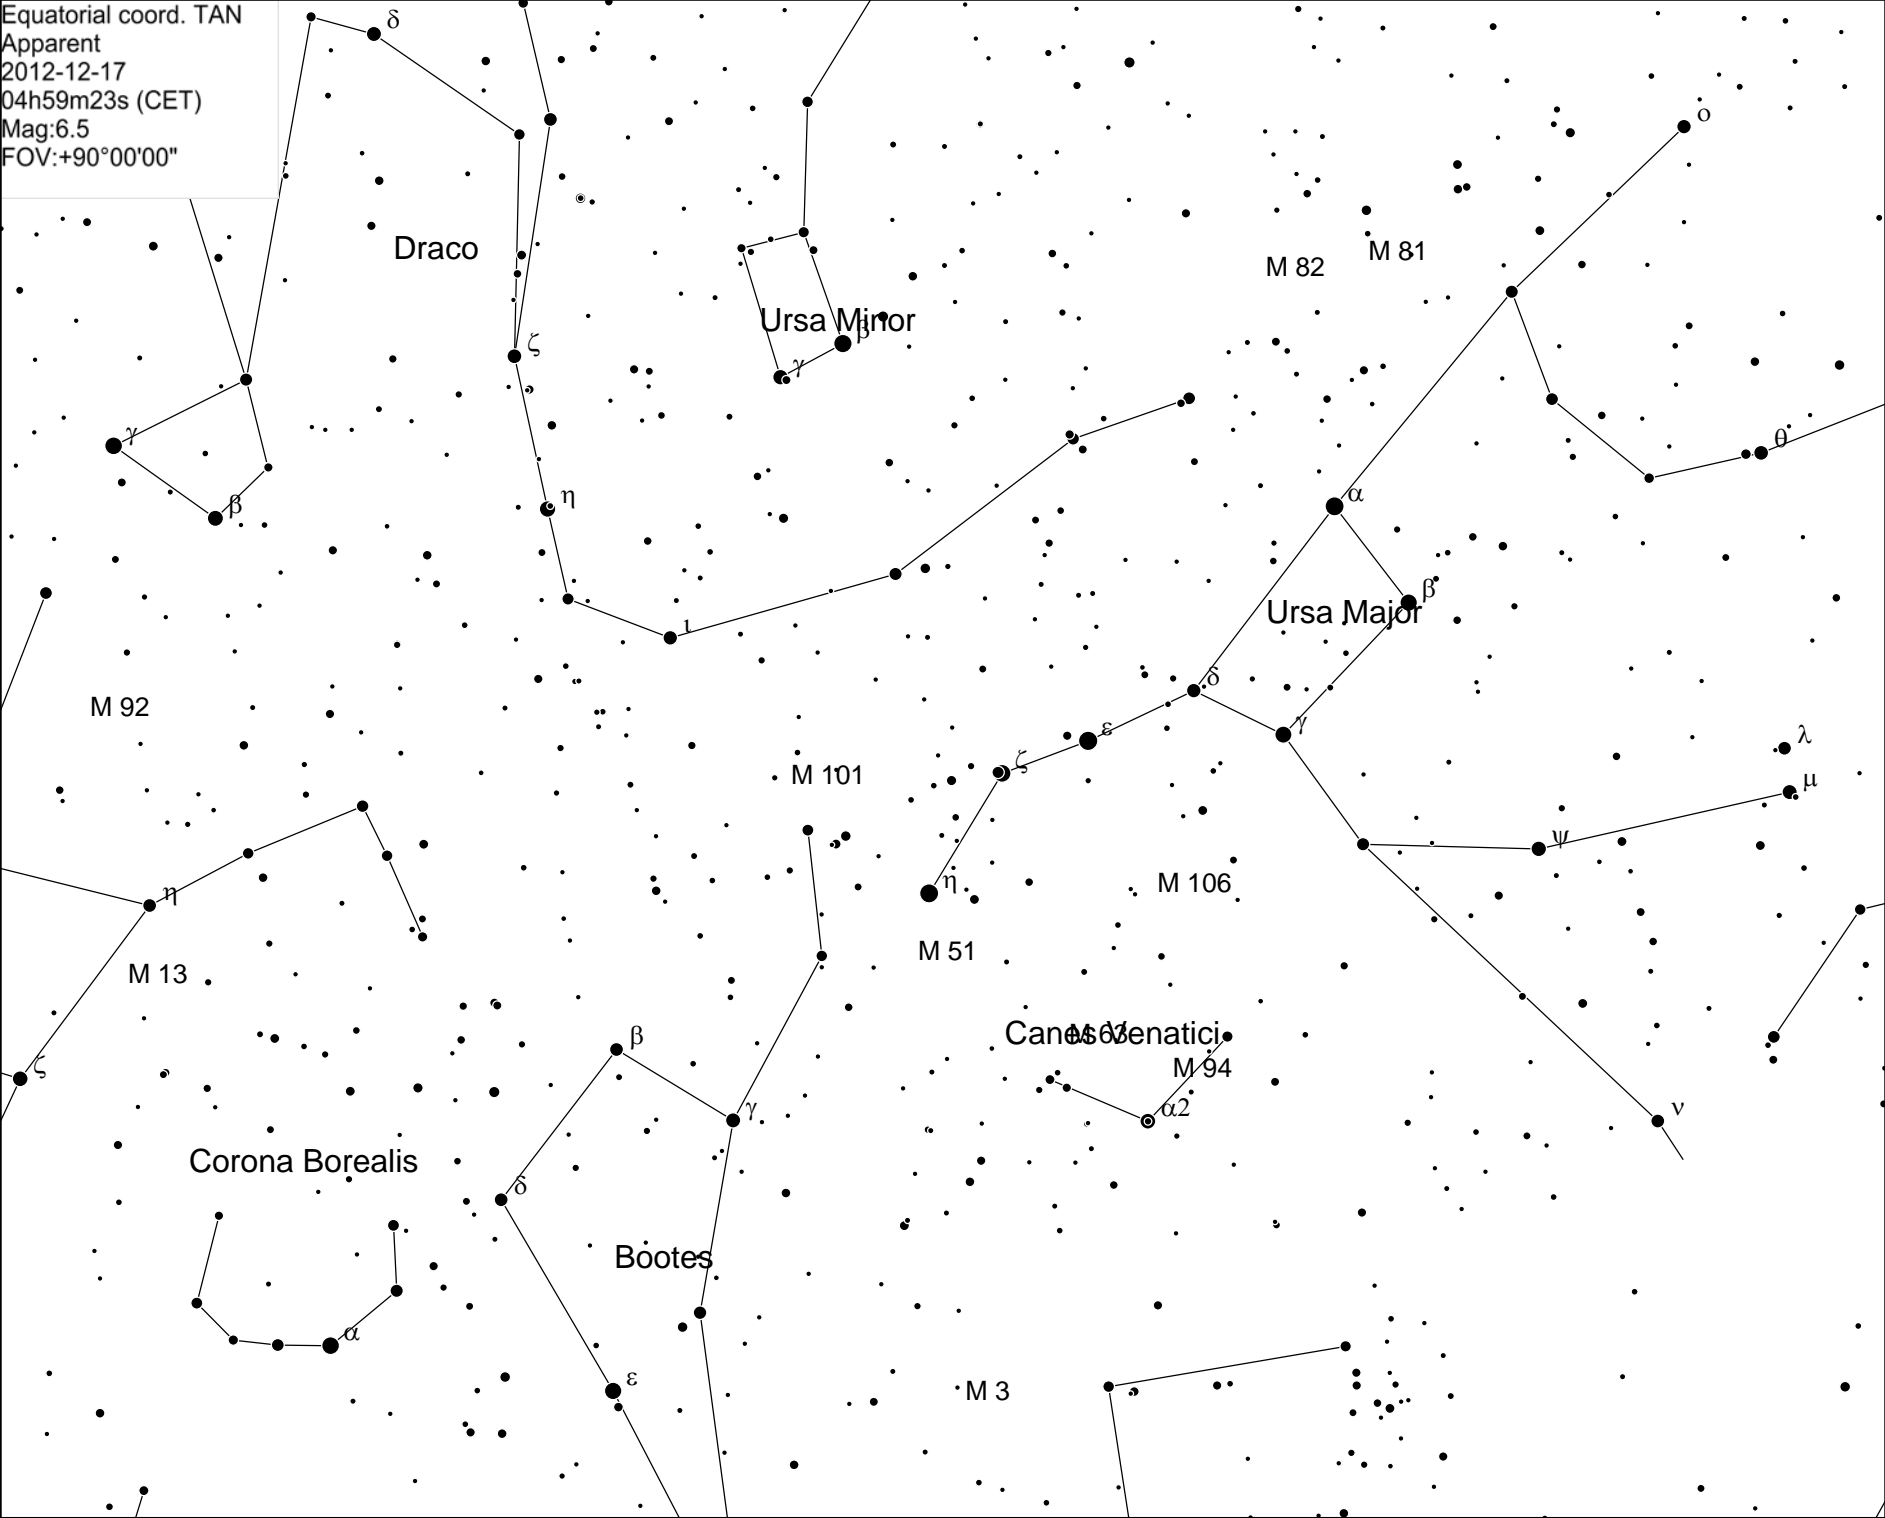 Equatorial coord. TAN
Apparent
2012-12-17
04h59m23s (CET)
Mag:6.5
FOV:+90°00'00"
δ
ο
Draco
M 82
M 81
Ursa Minor
β
γ
ζ
θ
γ
β
η
α
β
Ursa Major
ι
δ
M 92
γ
ε
ζ
λ
M 101
μ
ψ
η
η
M 106
M 51
M 13
Canes Venatici
M 63
β
M 94
ζ
α2
γ
ν
Corona Borealis
δ
Bootes
α
ε
M 3